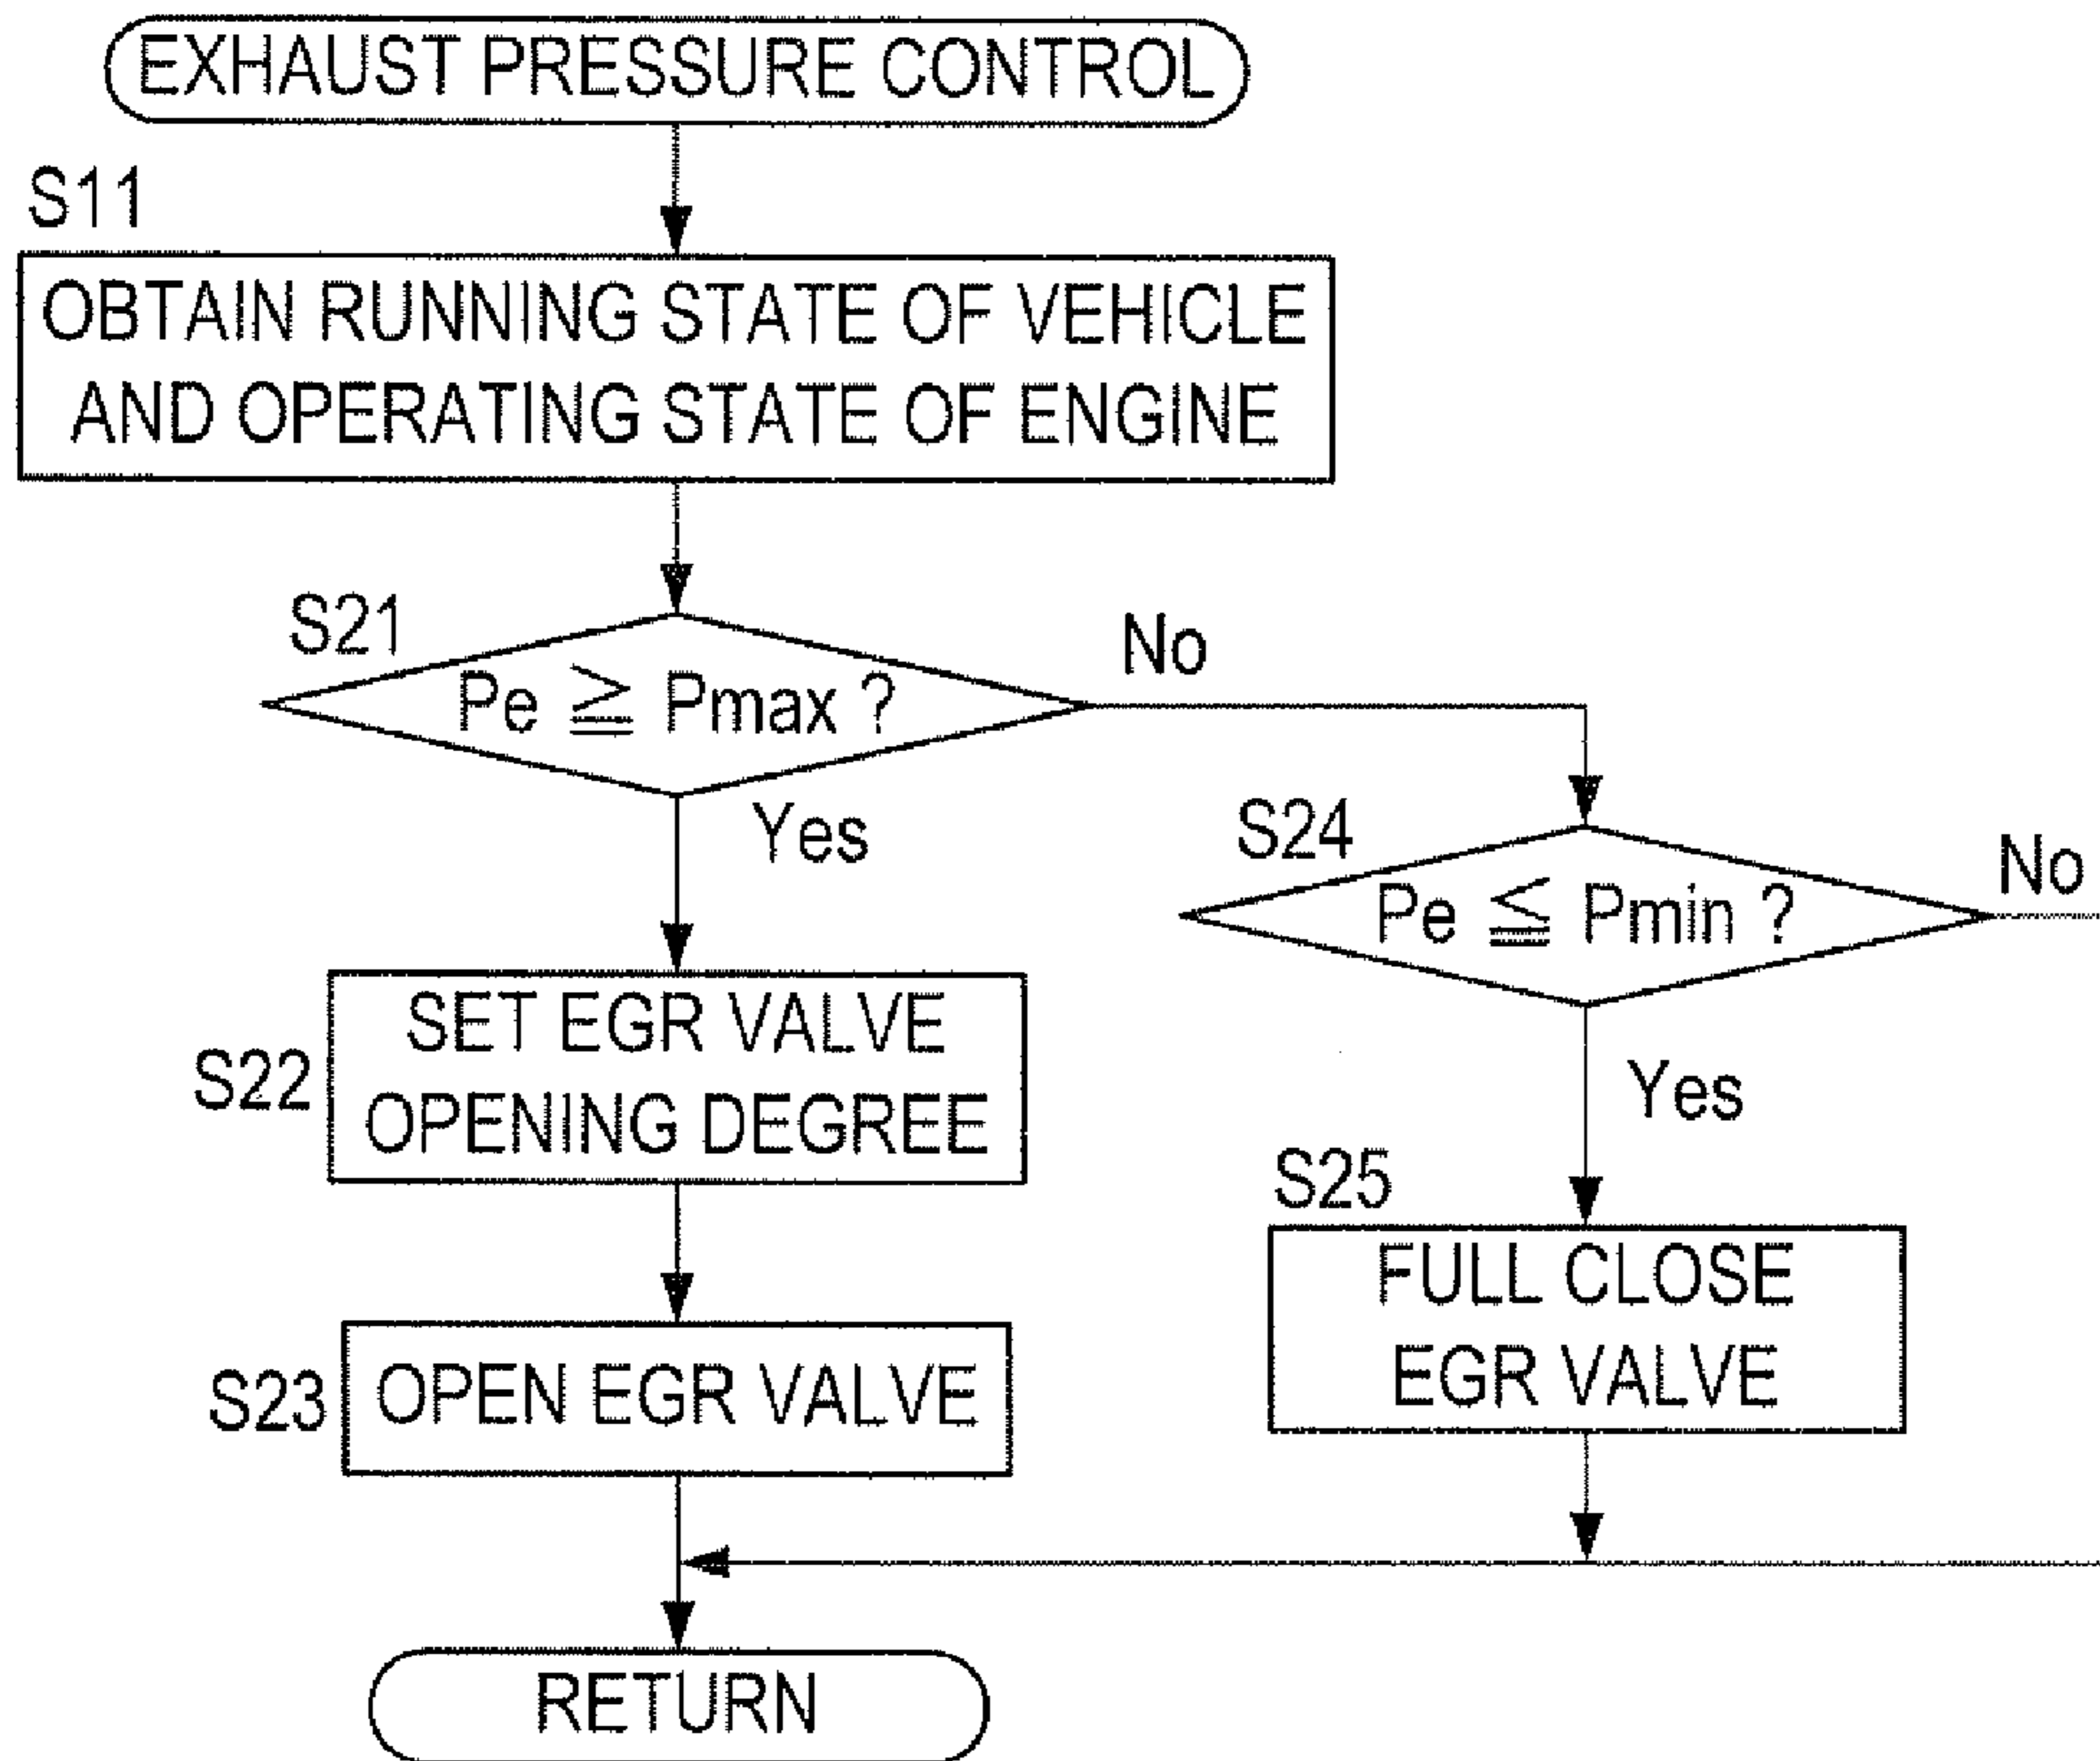 EXHAUST PRESSURE CONTROL
S11
OBTAIN RUNNING STATE OF VEHICLE
AND OPERATING STATE OF ENGINE
S21
Pe ≧ Pmax ?
No
Yes
S24
Pe ≦ Pmin ?
No
Yes
S22
SET EGR VALVE
OPENING DEGREE
S25
FULL CLOSE
EGR VALVE
S23
OPEN EGR VALVE
RETURN